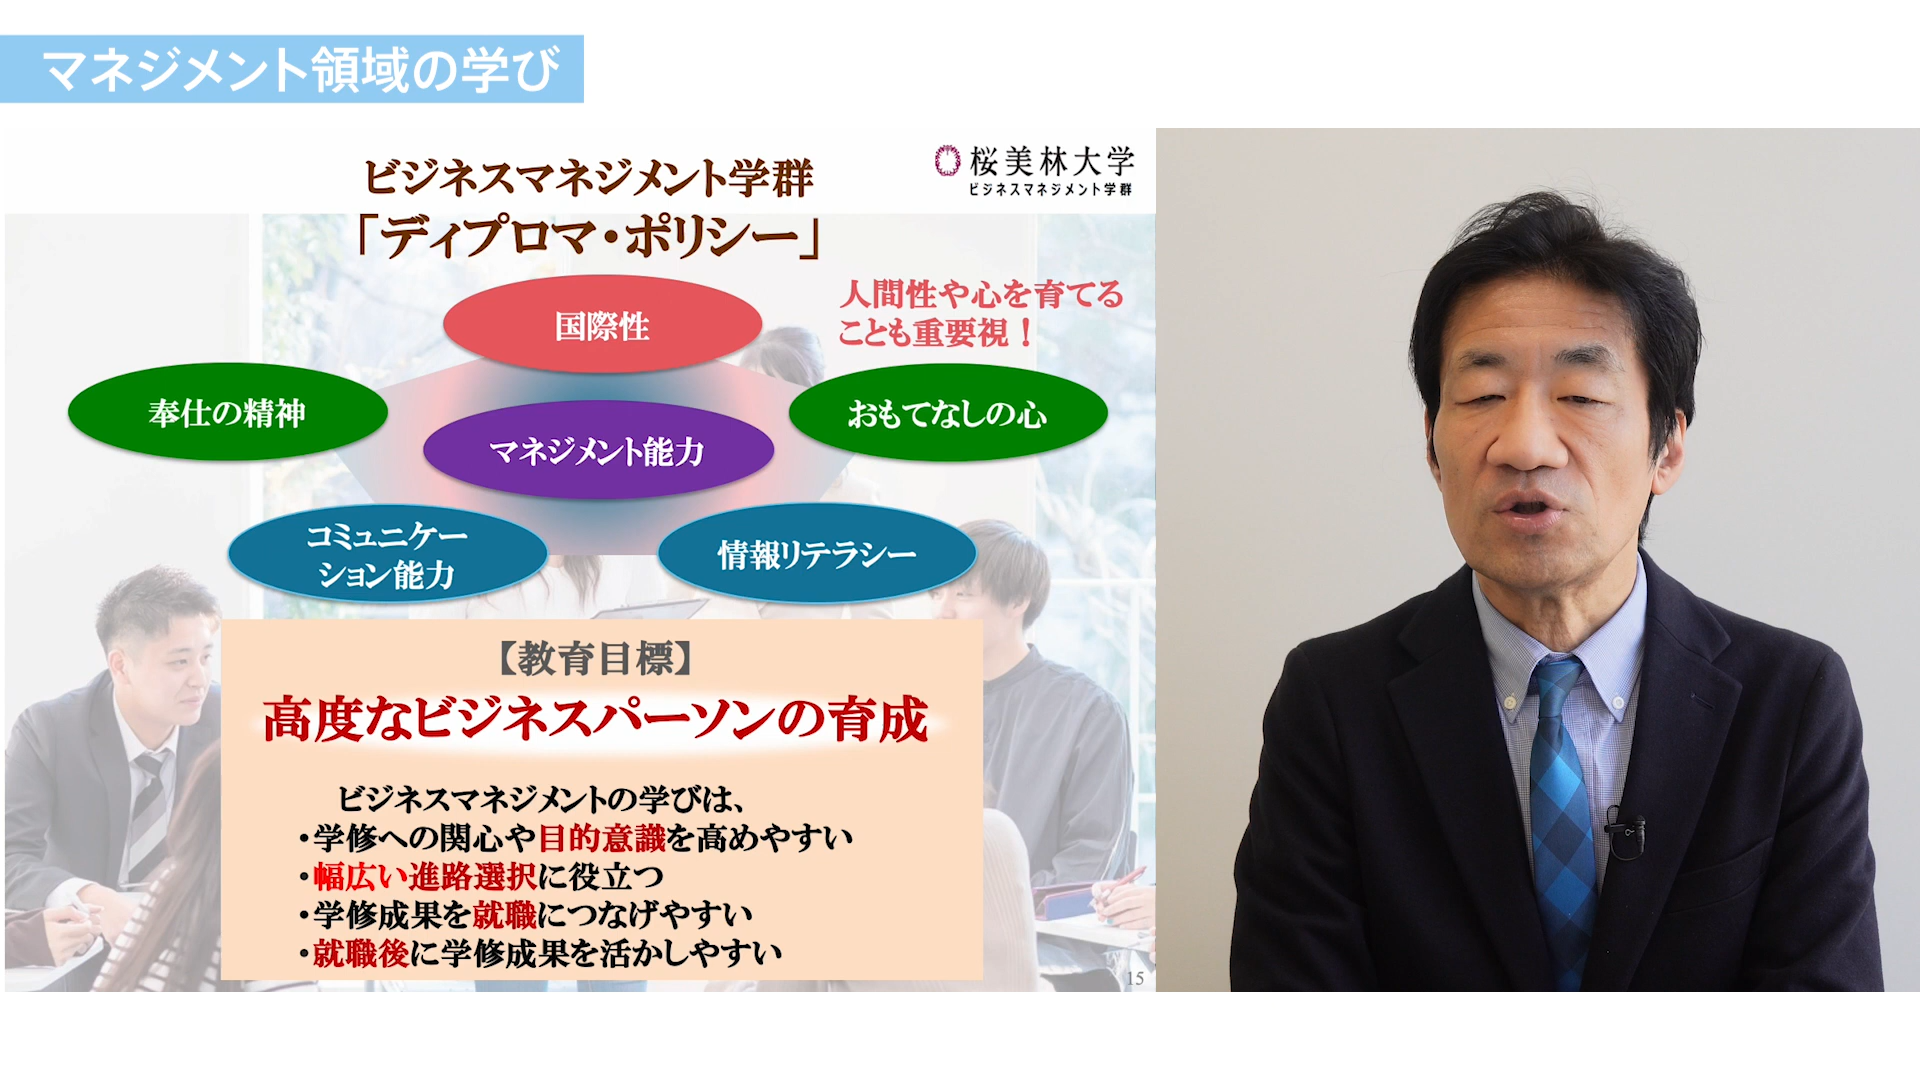 マネジメント領域の学び
桜美林大学
ビジネスマネジメント学群
ビジネスマネジメント学群
「ディプロマ・ポリシー」
人間性や心を育てる
ことも重要視！
国際性
奉仕の精神
おもてなしの心
マネジメント能力
コミュニケー
ション能力
情報リテラシー
【教育目標】
高度なビジネスパーソンの育成
ビジネスマネジメントの学びは、
・学修への関心や目的意識を高めやすい
・幅広い進路選択に役立つ
・学修成果を就職につなげやすい
・就職後に学修成果を活かしやすい
15